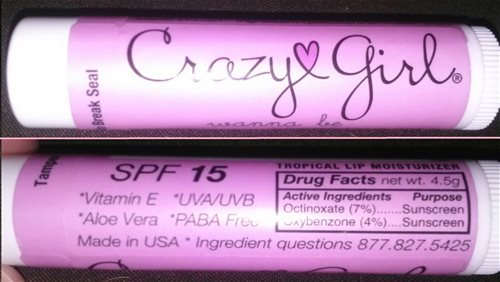 Crazy Girl®
wanna be
Break Seal
SPF 15
*Vitamin E *UVA/UVB
*Aloe Vera *PABA Free
Made in USA * Ingredient questions 877.827.5425
TROPICAL LIP MOISTURIZER
Drug Facts net wt. 4.5g
Active Ingredients Purpose
Octinoxate (7%)......Sunscreen
Oxybenzone (4%)....Sunscreen